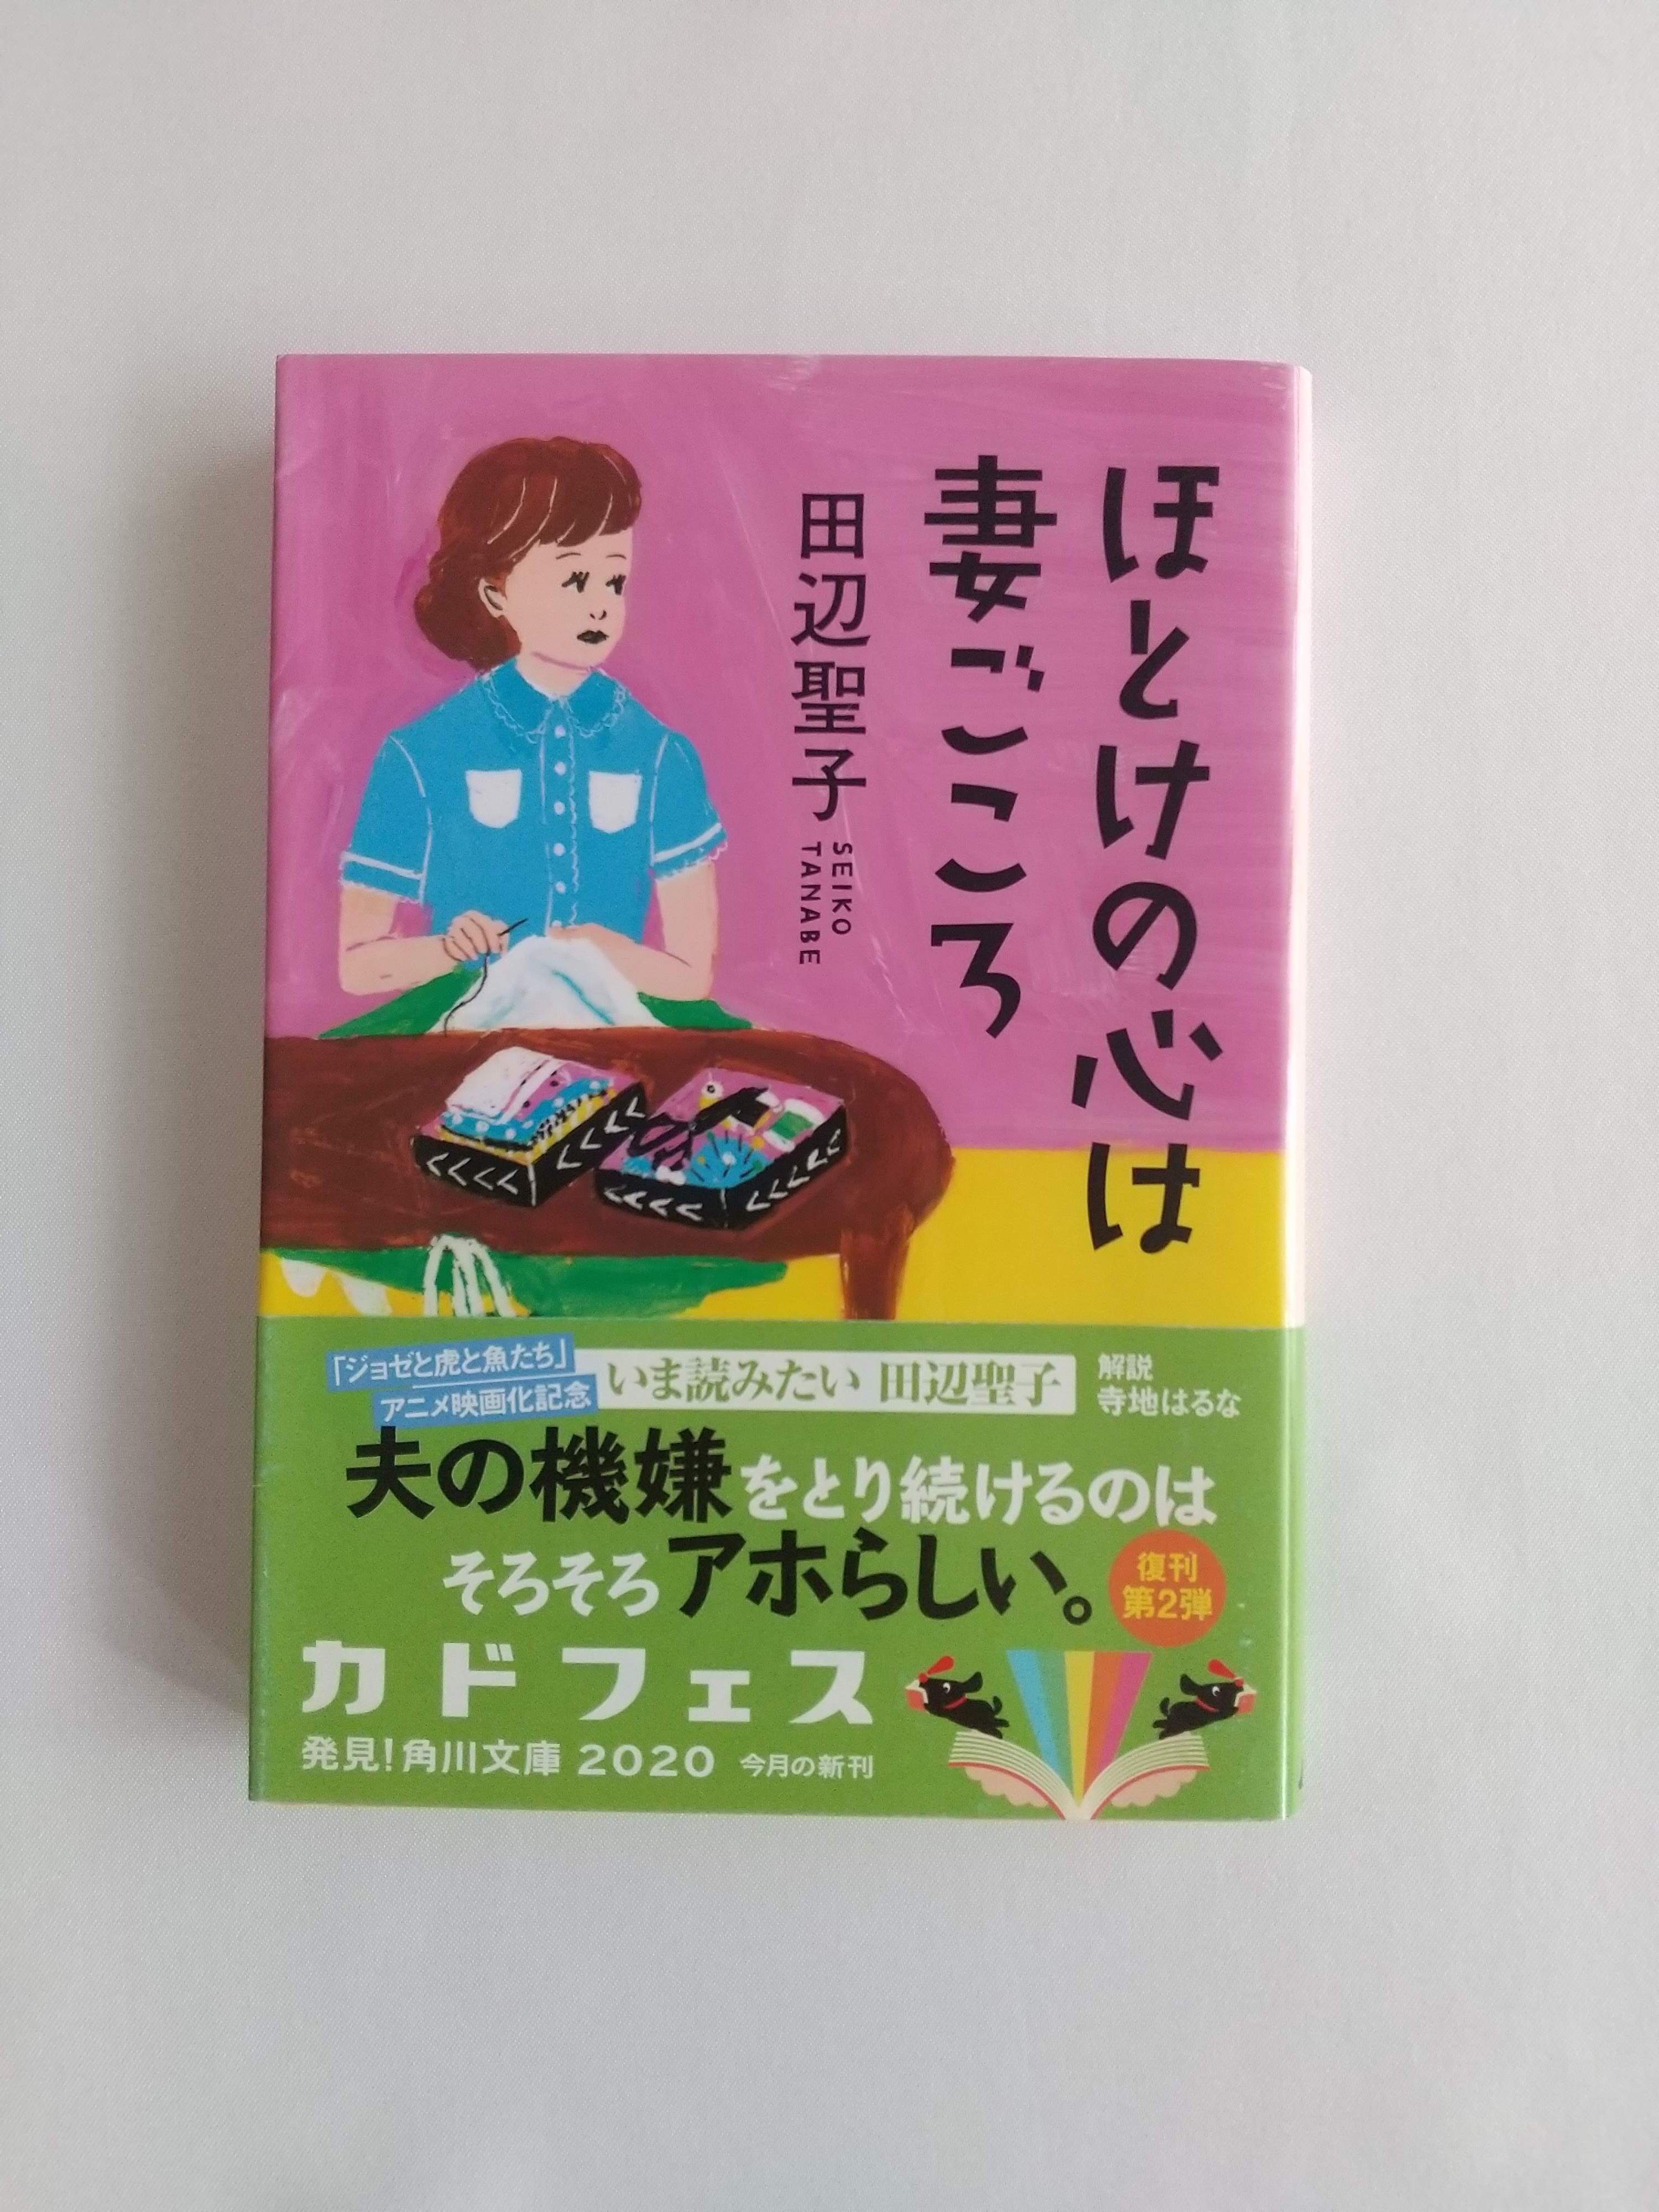 ほとけの心は
妻ごころ
田辺聖子
SEIKO
TANABE
「ジョゼと虎と魚たち」
アニメ映画化記念
いま読みたい 田辺聖子
解説
寺地はるな
夫の機嫌をとり続けるのは
そろそろアホらしい。
復刊
第2弾
カドフェス
発見!角川文庫 2020 今月の新刊